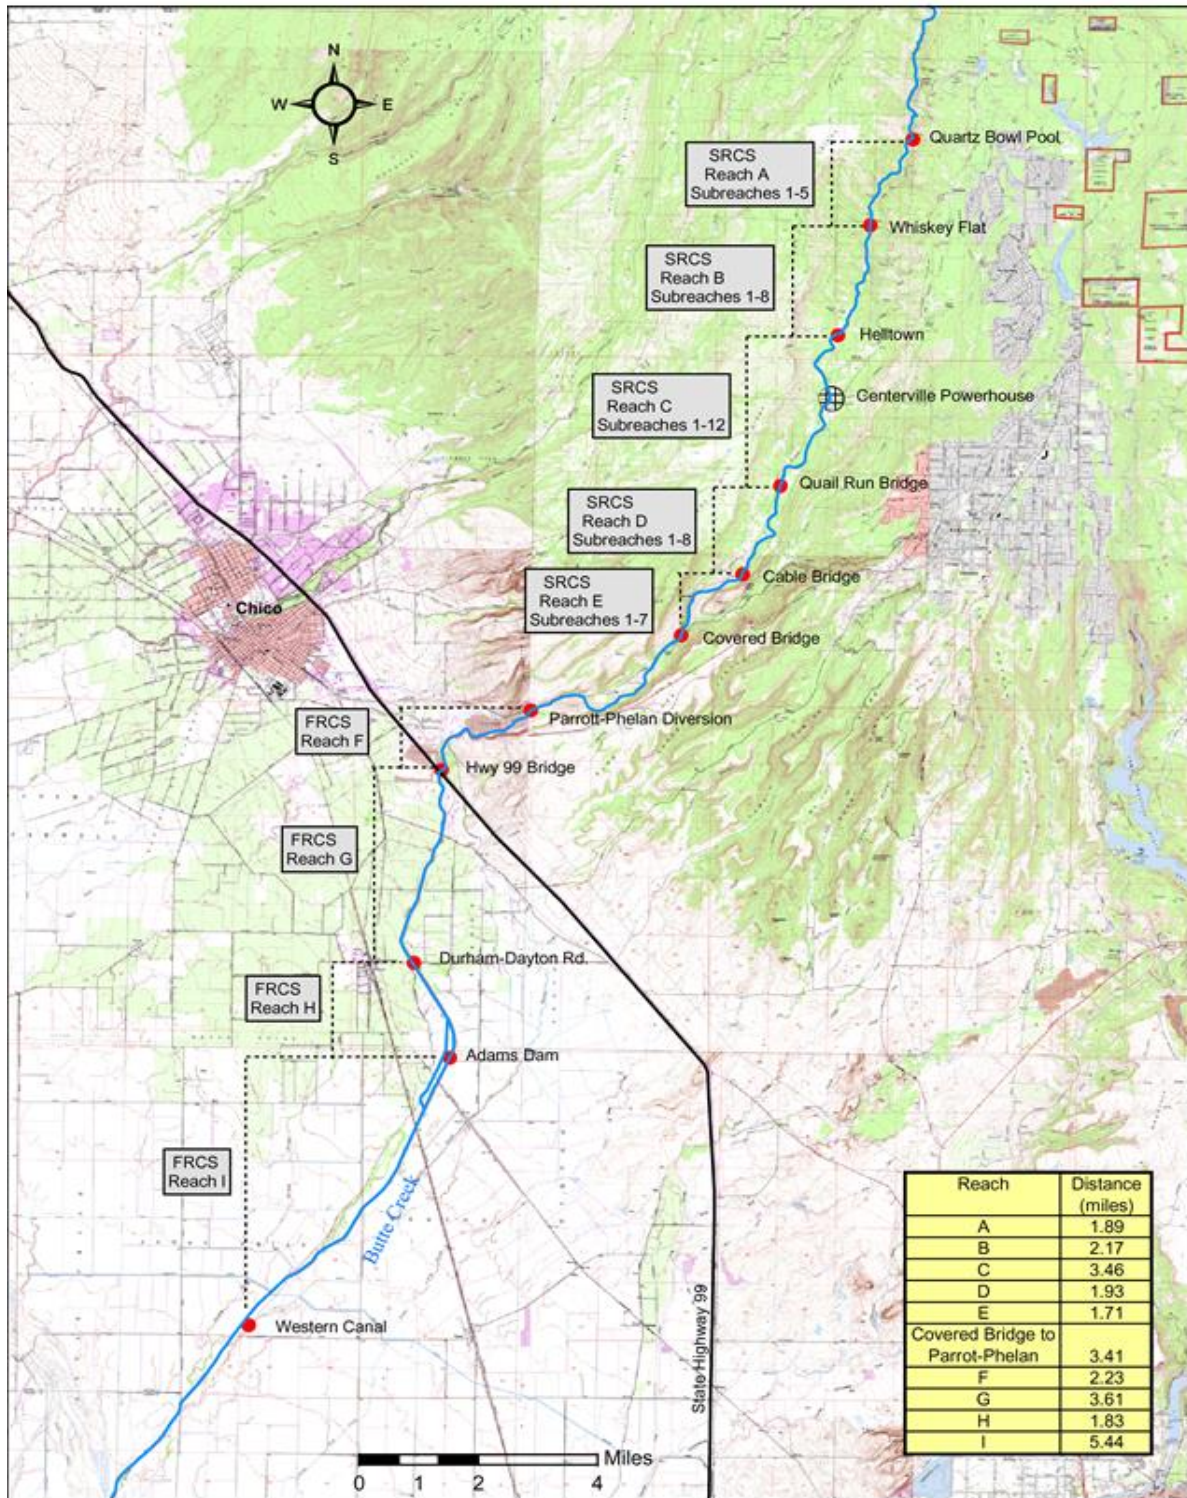 N
W E
S
Quartz Bowl Pool
SRCS
Reach A
Subreaches 1-5
Whiskey Flat
SRCS
Reach B
Subreaches 1-8
Helltown
SRCS
Reach C
Subreaches 1-12
Centerville Powerhouse
Quail Run Bridge
SRCS
Reach D
Subreaches 1-8
Cable Bridge
SRCS
Reach E
Subreaches 1-7
Chico
Covered Bridge
Parrott-Phelan Diversion
FRCS
Reach F
Hwy 99 Bridge
FRCS
Reach G
Durham-Dayton Rd.
FRCS
Reach H
Adams Dam
FRCS
Reach I
Butte Creek
Western Canal
State Highway 99
Reach Distance
(miles)
A 1.89
B 2.17
C 3.46
D 1.93
E 1.71
Covered Bridge to
Parrot-Phelan 3.41
F 2.23
G 3.61
H 1.83
I 5.44
Miles
0 1 2 4